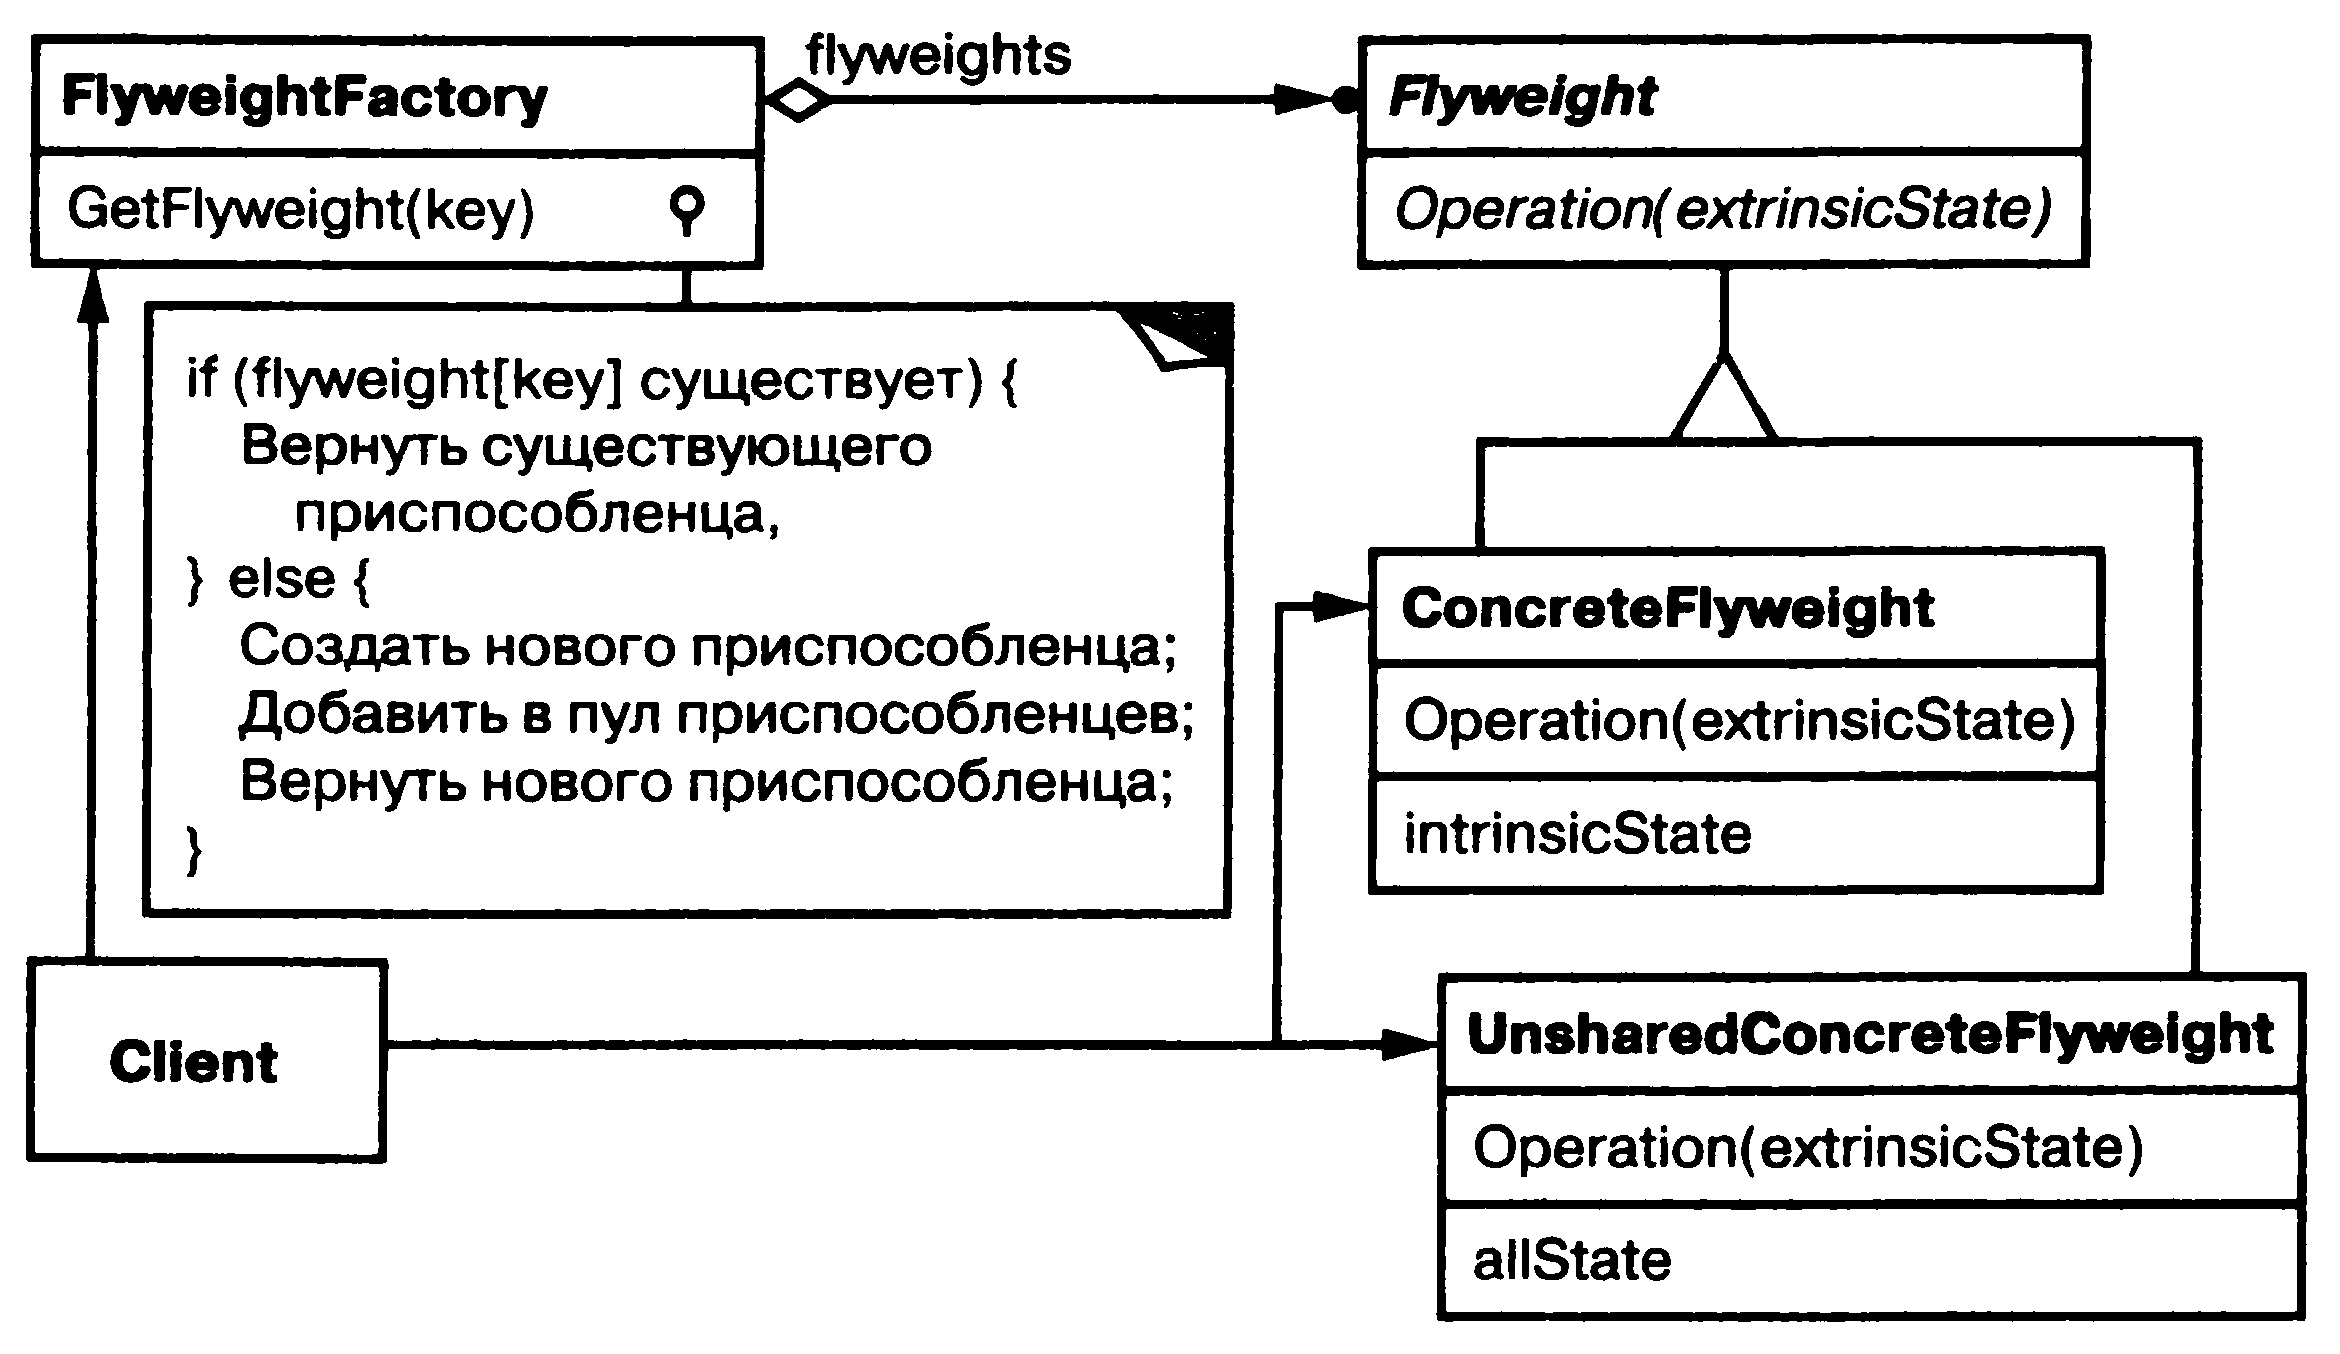 FlyweightFactory
GetFlyweight(key)
flyweights
Flyweight
Operation(extrinsicState)
if (flyweight[key] существует) {
Вернуть существующего
приспособленца,
} else {
Создать нового приспособленца;
Добавить в пул приспособленцев;
Вернуть нового приспособленца;
}
ConcreteFlyweight
Operation(extrinsicState)
intrinsicState
Client
UnsharedConcreteFlyweight
Operation(extrinsicState)
allState